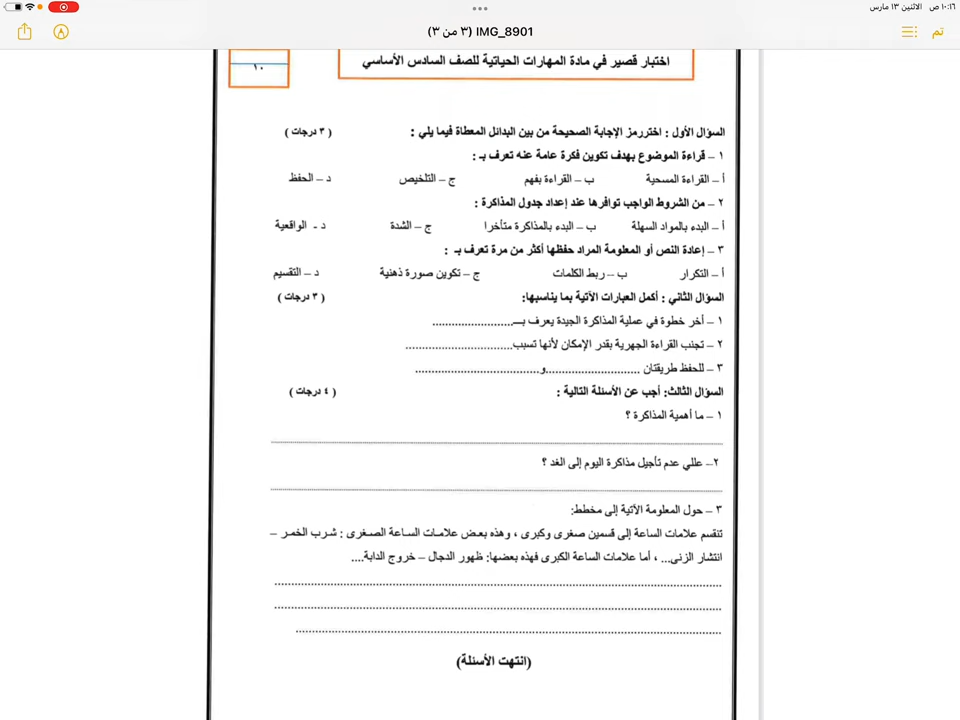 ١٠:١٦ ص الاثنين ١٣ مارس
تم
IMG_8901 (٣ من ٣)
اختبار قصير في مادة المهارات الحياتية للصف السادس الأساسي
١٠
السؤال الأول : اختررمز الإجابة الصحيحة من بين البدائل المعطاة فيما يلي : ( ٣ درجات )
١ – قراءة الموضوع بهدف تكوين فكرة عامة عنه تعرف بـ :
أ – القراءة المسحية ب – القراءة بفهم ج – التلخيص د – الحفظ
٢ – من الشروط الواجب توافرها عند إعداد جدول المذاكرة :
أ – البدء بالمواد السهلة ب – البدء بالمذاكرة متأخرا ج – الشدة د - الواقعية
٣ – إعادة النص أو المعلومة المراد حفظها أكثر من مرة تعرف بـ :
أ – التكرار ب – ربط الكلمات ج – تكوين صورة ذهنية د – التقسيم
السؤال الثاني : أكمل العبارات الآتية بما يناسبها: ( ٣ درجات )
١ – أخر خطوة في عملية المذاكرة الجيدة يعرف بـــ..........................
٢ – تجنب القراءة الجهرية بقدر الإمكان لأنها تسبب.................................
٣ – للحفظ طريقتان .............................و......................................
السؤال الثالث: أجب عن الأسئلة التالية : ( ٤ درجات )
١ – ما أهمية المذاكرة ؟
٢– عللي عدم تأجيل مذاكرة اليوم إلى الغد ؟
٣ – حول المعلومة الآتية إلى مخطط:
تنقسم علامات الساعة إلى قسمين صغرى وكبرى ، وهذه بعض علامات الساعة الصغرى : شرب الخمر –
انتشار الزنى... ، أما علامات الساعة الكبرى فهذه بعضها: ظهور الدجال – خروج الدابة....
(انتهت الأسئلة)